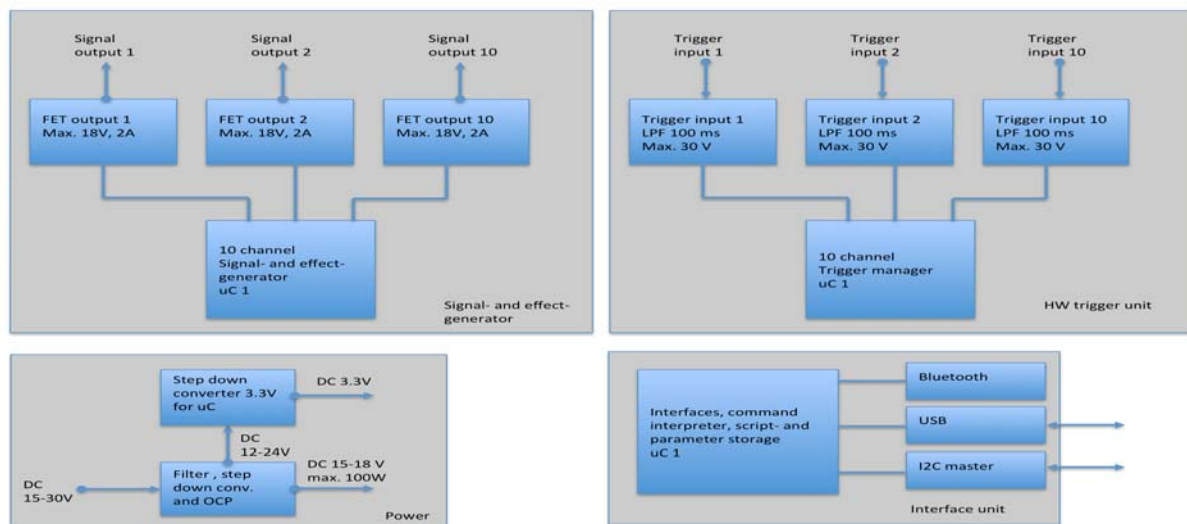 Signal
output 1
Signal
output 2
Signal
output 10
FET output 1
Max. 18V, 2A
FET output 2
Max. 18V, 2A
FET output 10
Max. 18V, 2A
10 channel
Signal- and effect-
generator
uC 1
Signal- and effect-
generator
Trigger
input 1
Trigger
input 2
Trigger
input 10
Trigger input 1
LPF 100 ms
Max. 30 V
Trigger input 2
LPF 100 ms
Max. 30 V
Trigger input 10
LPF 100 ms
Max. 30 V
10 channel
Trigger manager
uC 1
HW trigger unit
Step down
converter 3.3V
for uC
DC 3.3V
DC
12-24V
DC
15-30V
Filter , step
down conv.
and OCP
DC 15-18 V
max. 100W
Power
Interfaces, command
interpreter, script- and
parameter storage
uC 1
Bluetooth
USB
I2C master
Interface unit